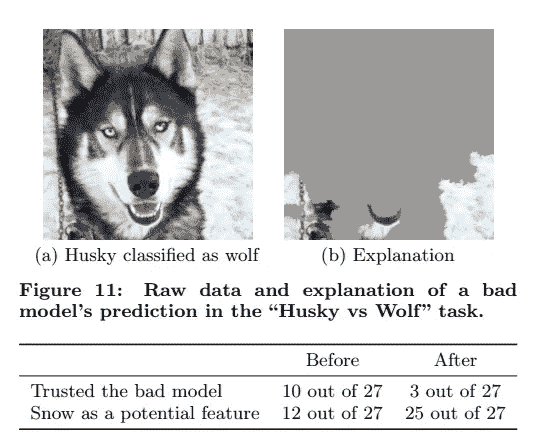 (a) Husky classified as wolf (b) Explanation
Figure 11: Raw data and explanation of a bad
model's prediction in the “Husky vs Wolf” task.
Before After
Trusted the bad model 10 out of 27 3 out of 27
Snow as a potential feature 12 out of 27 25 out of 27